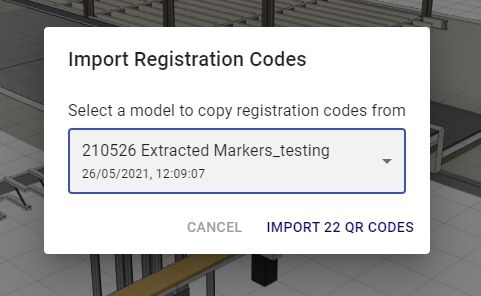 Import Registration Codes
Select a model to copy registration codes from
210526 Extracted Markers_testing
26/05/2021, 12:09:07
CANCEL IMPORT 22 QR CODES